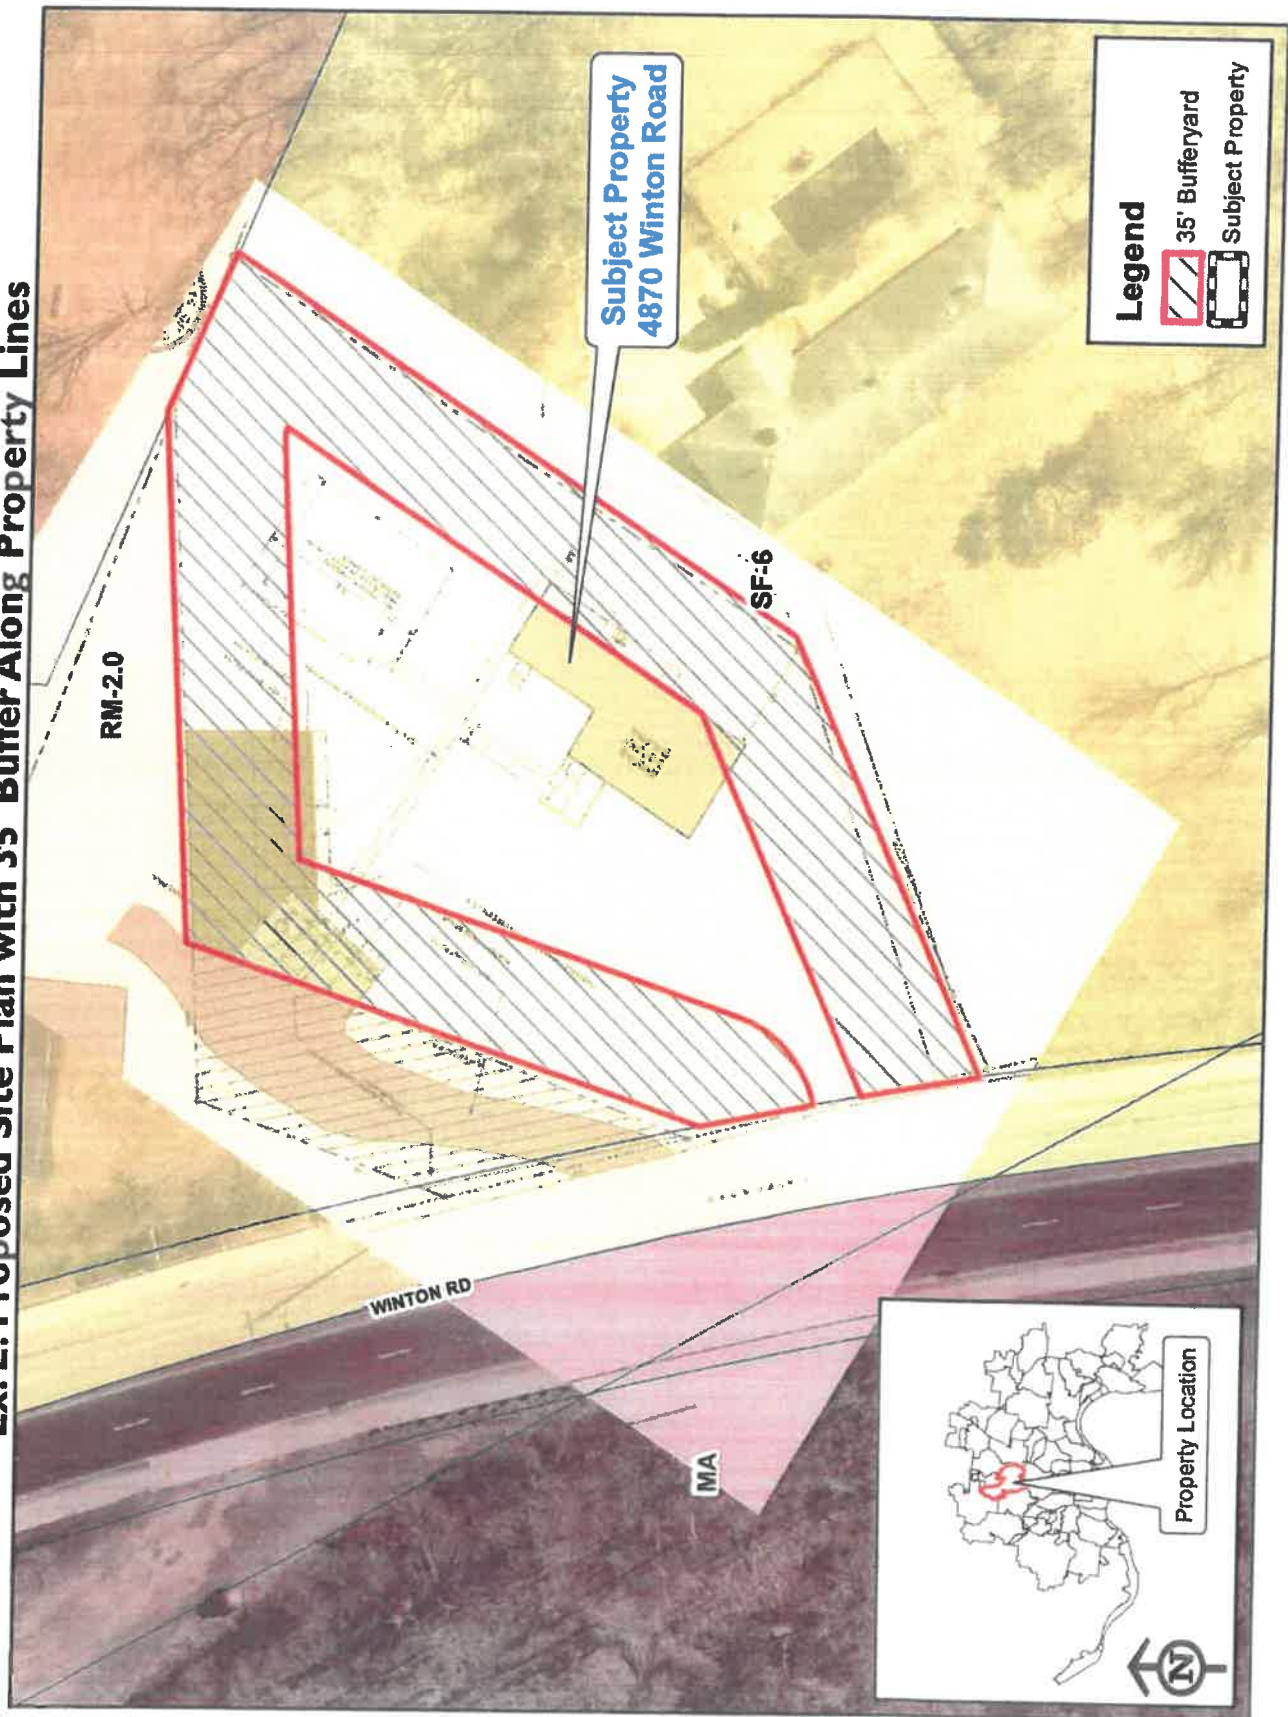 Ex. 2: Proposed Site Plan with 35' Buffer Along Property Lines
RM-2.0
Subject Property
4870 Winton Road
SF-6
WINTON RD
MA
Legend
35' Bufferyard
Subject Property
Property Location
N